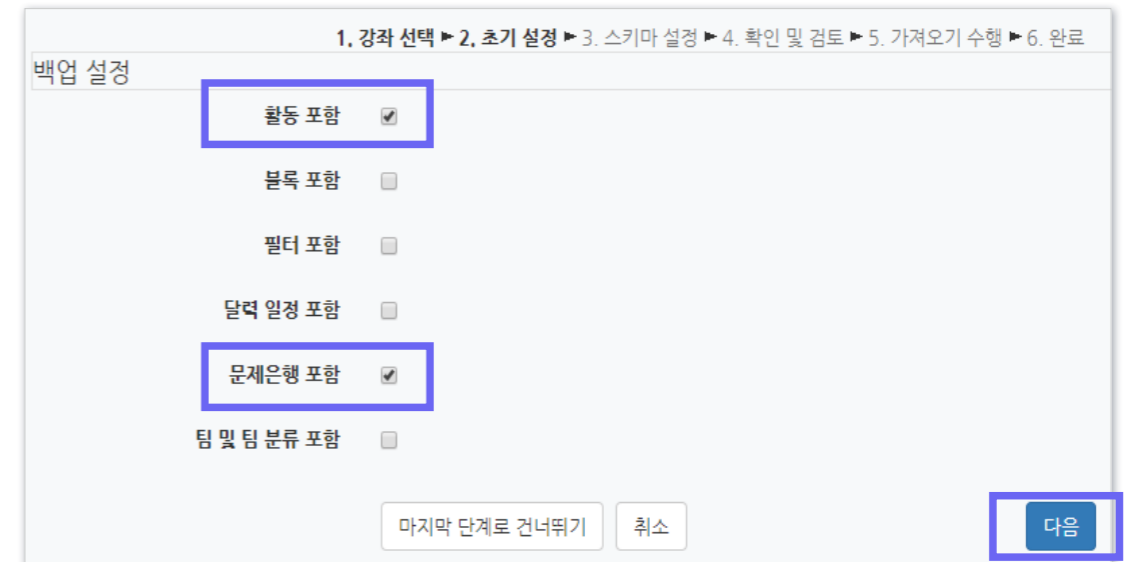 1. 강좌 선택 ► 2. 초기 설정 ► 3. 스키마 설정 ► 4. 확인 및 검토 ► 5. 가져오기 수행 ► 6. 완료
백업 설정
활동 포함
블록 포함
필터 포함
달력 일정 포함
문제은행 포함
팀 및 팀 분류 포함
마지막 단계로 건너뛰기 취소 다음